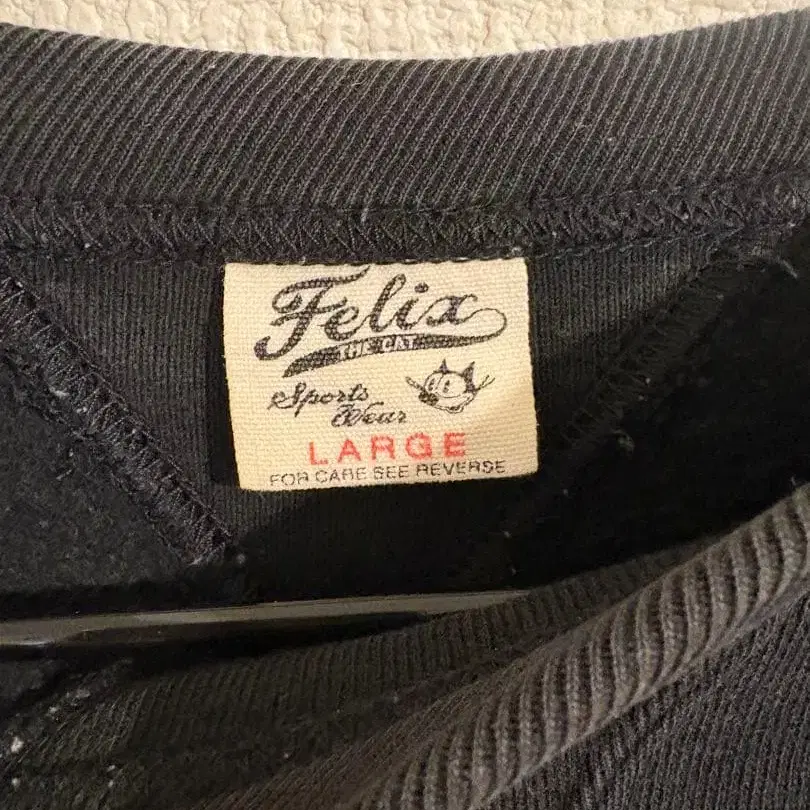 Felix
THE CAT
Sports
Wear
LARGE
FOR CARE SEE REVERSE